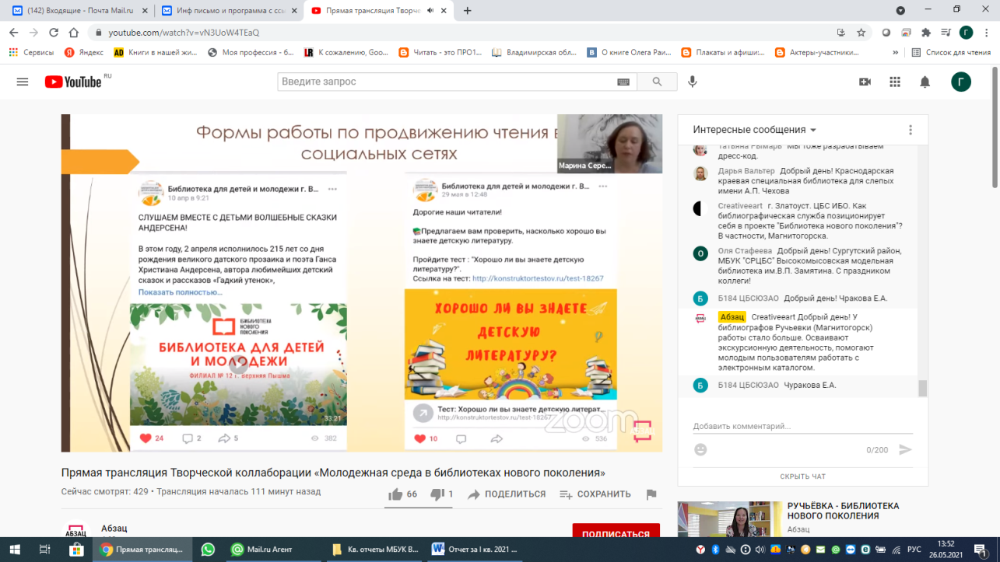 (142) Входящие - Почта Mail.ru
Инф письмо и программа с ссы
Прямая трансляция Творче
youtube.com/watch?v=vN3UoW4TEaQ
Г
Сервисы
Яндекс
Книги в нашей жи...
Моя профессия - б...
К сожалению, Goo...
Читать - это ПРО1...
Владимирская обл...
О книге Олега Раи...
Плакаты и афиши:...
Актеры-участники...
»
Список для чтения
YouTube RU
Введите запрос
Г
Формы работы по продвижению чтения в
социальных сетях
Марина Сере...
Библиотека для детей и молодежи г. В...
10 апр в 9:21
СЛУШАЕМ ВМЕСТЕ С ДЕТЬМИ ВОЛШЕБНЫЕ СКАЗКИ
АНДЕРСЕНА!
В этом году, 2 апреля исполнилось 215 лет со дня
рождения великого датского прозаика и поэта Ганса
Христиана Андерсена, автора любимейших детский
сказок и рассказов «Гадкий утенок»,
Показать полностью...
БИБЛИОТЕКА
НОВОГО
ПОКОЛЕНИЯ
БИБЛИОТЕКА ДЛЯ ДЕТЕЙ
И МОЛОДЕЖИ
ФИЛИАЛ № 12 г. верхняя Пышма
33:21
24
2
5
382
Библиотека для детей и молодежи г. В...
29 мая в 12:48
Дорогие наши читатели!
Предлагаем вам проверить, насколько хорошо вы
знаете детскую литературу.
Пройдите тест : "Хорошо ли вы знаете детскую
литературу?".
Ссылка на тест: http://konstruktortestov.ru/test-18267
ХОРОШО ЛИ ВЫ ЗНАЕТЕ
ДЕТСКУЮ
ЛИТЕРАТУРУ?
Тест: Хорошо ли вы знаете детскую литерат...
http://konstruktortestov.ru/test-18267
10
536
zoom
Прямая трансляция Творческой коллаборации «Молодежная среда в библиотеках нового поколения»
Сейчас смотрят: 429 • Трансляция началась 111 минут назад
66
1
ПОДЕЛИТЬСЯ
СОХРАНИТЬ
АБЗАЦ
Абзац
ПОДПИСАТЬСЯ
Интересные сообщения
Татьяна Рымарь Мы тоже разрабатываем
дресс-код.
Дарья Вальтер Добрый день! Краснодарская
краевая специальная библиотека для слепых
имени А.П. Чехова
Creativeeart г. Златоуст. ЦБС ИБО. Как
библиографическая служба позиционирует
себя в проекте "Библиотека нового поколения"?
В частности, Магнитогорска.
О
Оля Стафеева Добрый день! Сургутский район,
МБУК "СРЦБС" Высокомысовская модельная
библиотека им.В.П. Замятина. С праздником
коллеги!
Б
Б184 ЦБСЮЗАО Добрый день! Чракова Е.А.
Абзац Creativeeart Добрый день! У
библиографов Ручьевки (Магнитогорск)
работы стало больше. Осваивают
экскурсионную деятельность, помогают
молодым пользователям работать с
электронным каталогом.
Б
Б184 ЦБСЮЗАО Чуракова Е.А.
Добавить комментарий...
0/200
СКРЫТЬ ЧАТ
РУЧЬЁВКА - БИБЛИОТЕКА
НОВОГО ПОКОЛЕНИЯ
Абзац
Прямая трансляц...
Mail.ru Агент
Кв. отчеты МБУК В...
Отчет за I кв. 2021 ...
РУС
13:52
26.05.2021
1